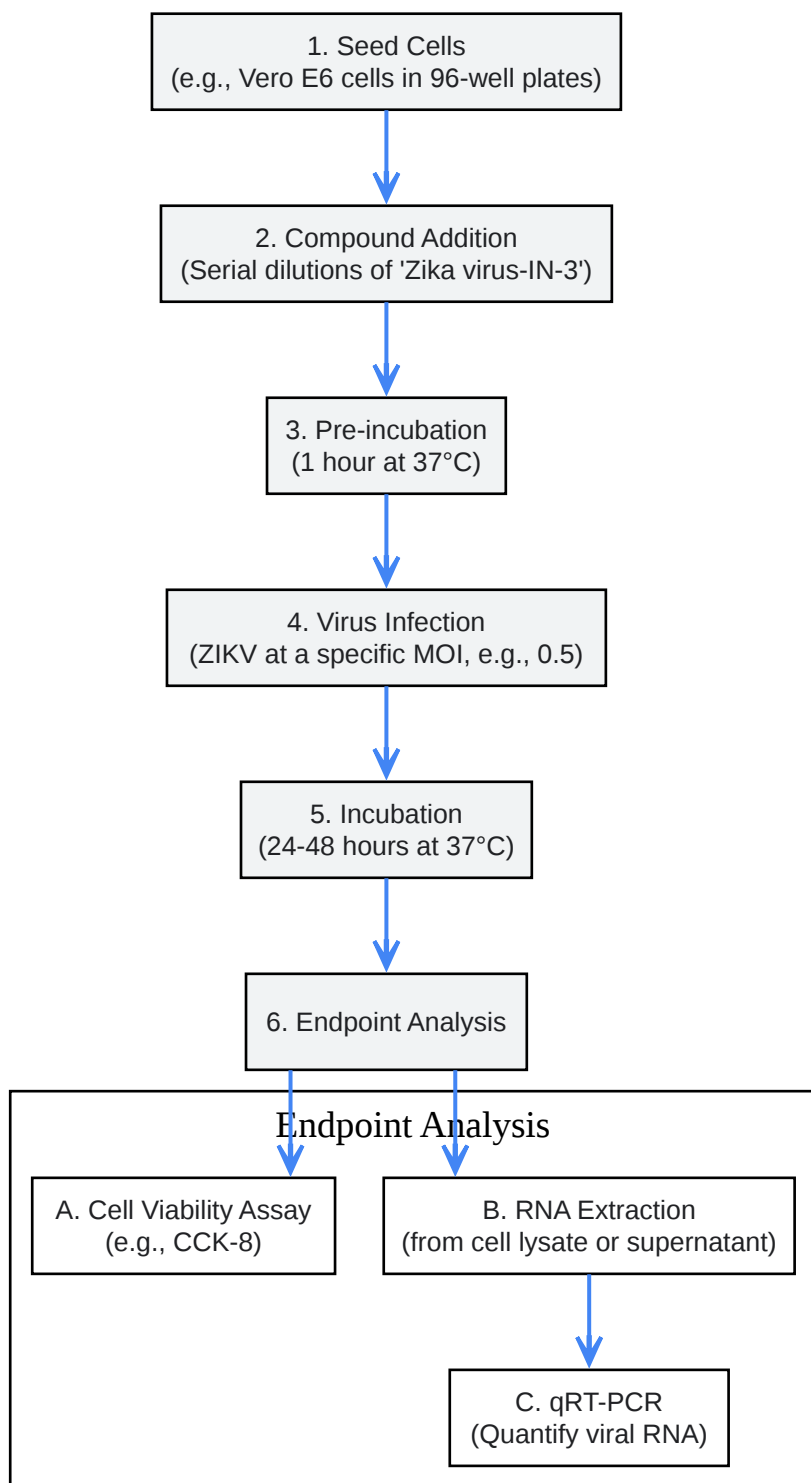 1. Seed Cells
(e.g., Vero E6 cells in 96-well plates)
2. Compound Addition
(Serial dilutions of 'Zika virus-IN-3')
3. Pre-incubation
(1 hour at 37°C)
4. Virus Infection
(ZIKV at a specific MOI, e.g., 0.5)
5. Incubation
(24-48 hours at 37°C)
6. Endpoint Analysis
Endpoint Analysis
A. Cell Viability Assay
(e.g., CCK-8)
B. RNA Extraction
(from cell lysate or supernatant)
C. qRT-PCR
(Quantify viral RNA)